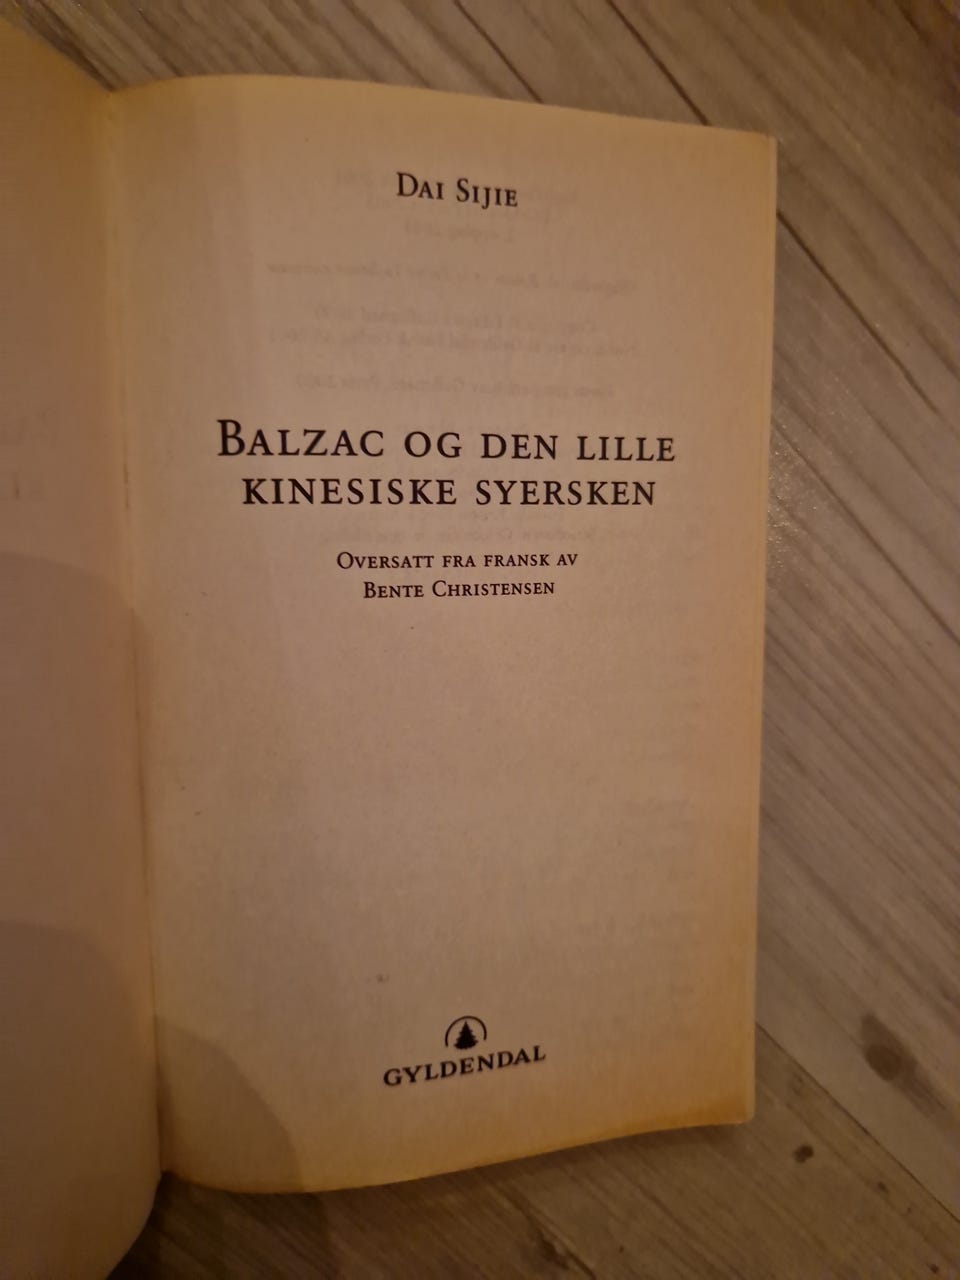 Dai Sijie
Balzac og den lille
kinesiske syersken
Oversatt fra fransk av
Bente Christensen
GYLDENDAL